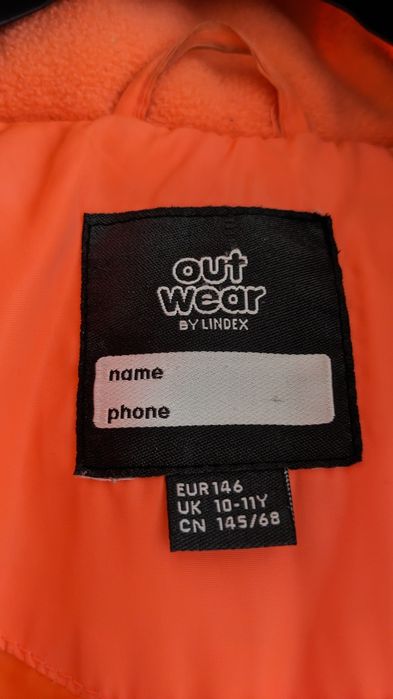 out
wear
BY LINDEX
name
phone
EUR 146
UK 10-11Y
CN 145/68